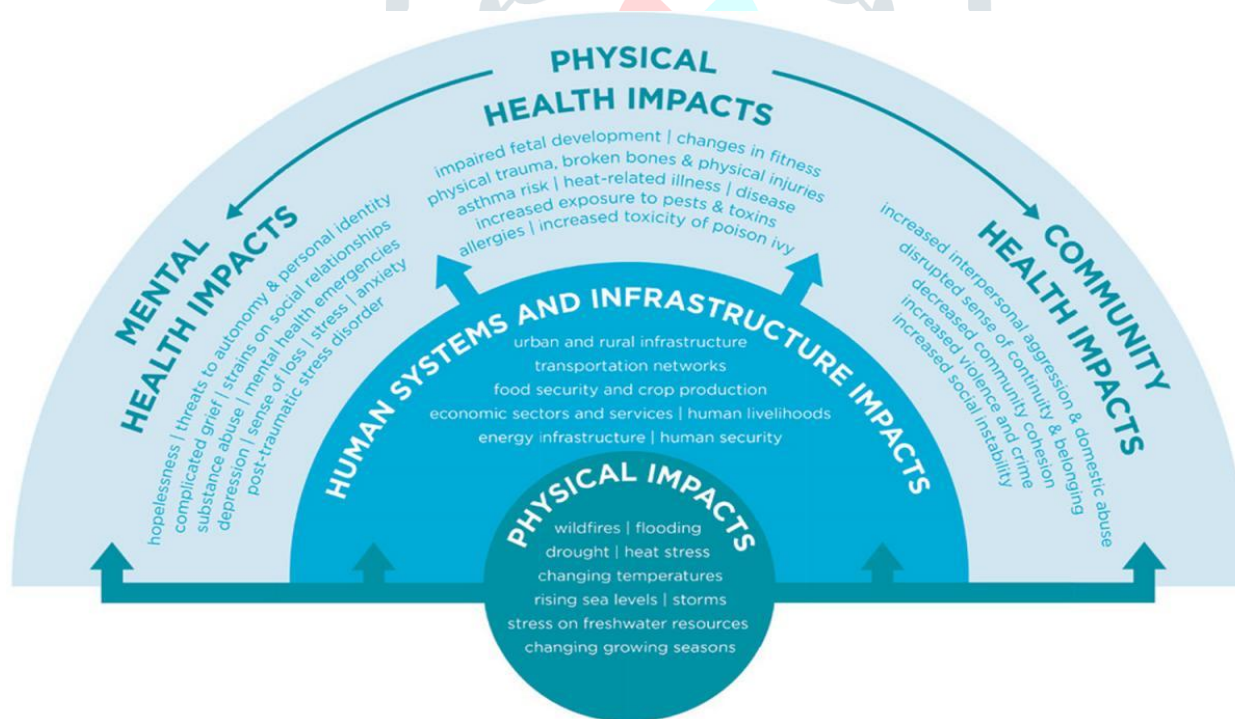 PHYSICAL
HEALTH IMPACTS
impaired fetal development | changes in fitness
physical trauma, broken bones & physical injuries
asthma risk | heat-related illness | disease
increased exposure to pests & toxins
allergies | increased toxicity of poison ivy
MENTAL
HEALTH IMPACTS
hopelessness | threats to autonomy & personal identity
complicated grief | strains on social relationships
substance abuse | mental health emergencies
depression | sense of loss | stress | anxiety
post-traumatic stress disorder
COMMUNITY
HEALTH IMPACTS
increased interpersonal aggression & domestic abuse
disrupted sense of continuity & belonging
decreased community cohesion
increased violence and crime
increased social instability
HUMAN SYSTEMS AND INFRASTRUCTURE IMPACTS
urban and rural infrastructure
transportation networks
food security and crop production
economic sectors and services | human livelihoods
energy infrastructure | human security
PHYSICAL IMPACTS
wildfires | flooding
drought | heat stress
changing temperatures
rising sea levels | storms
stress on freshwater resources
changing growing seasons